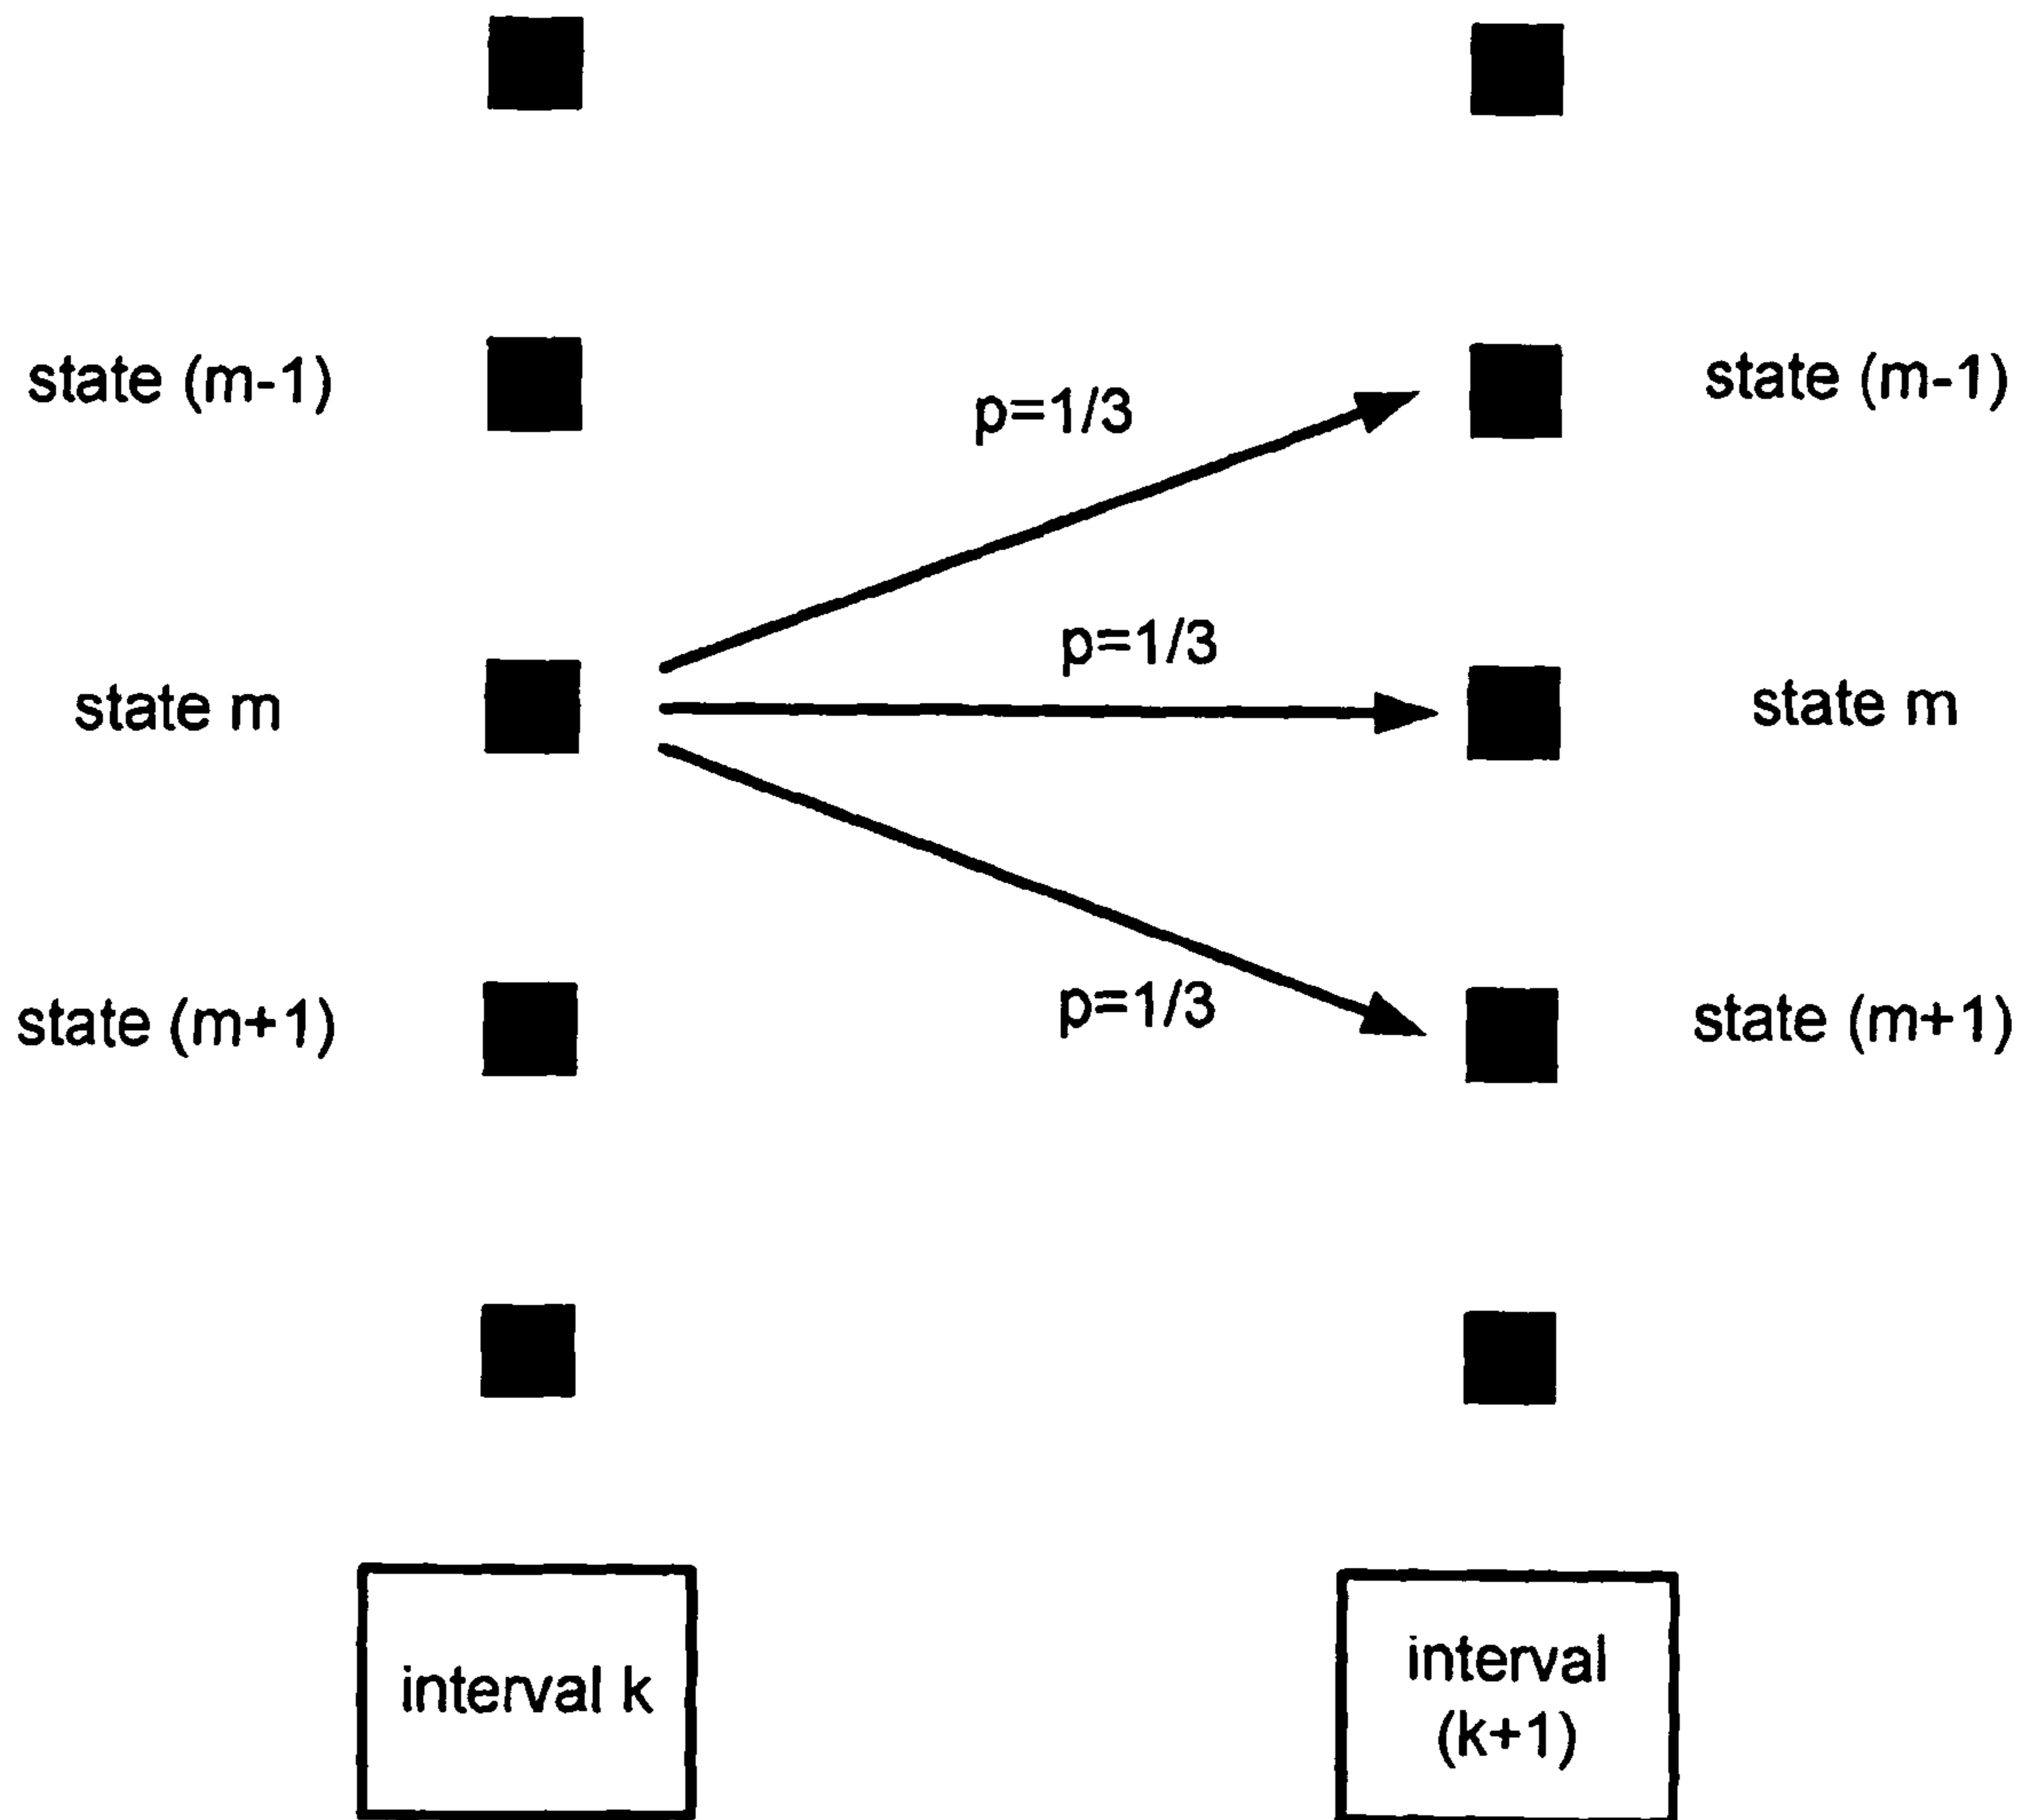 state (m-1)
p=1/3
state (m-1)
state m
p=1/3
state m
state (m+1)
p=1/3
state (m+1)
interval k
interval
(k+1)